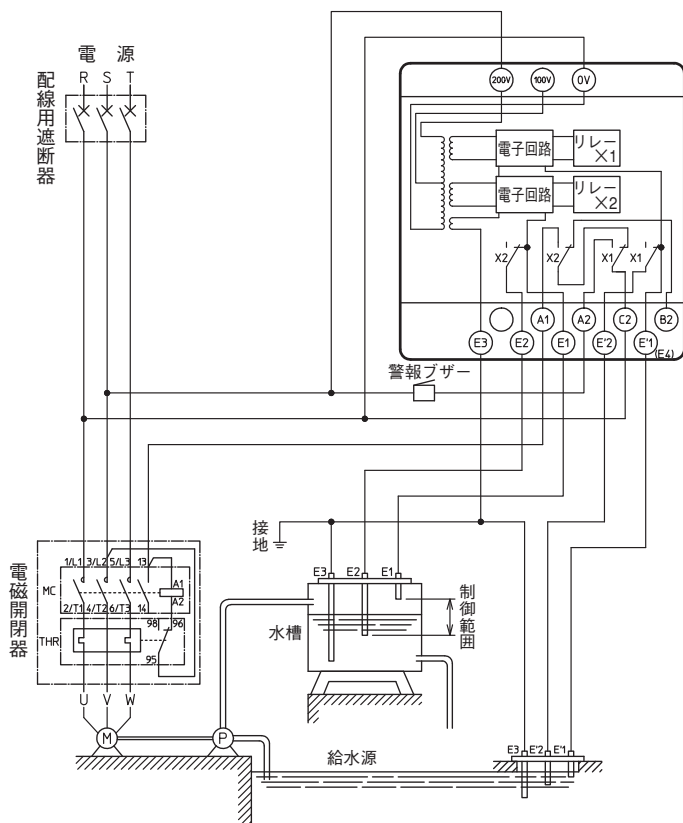 電 源
R S T
配線用遮断器
200V 100V 0V
電子回路 リレー X1
電子回路 リレー X2
X2 X2 X1 X1
A1 A2 C2 B2
E3 E2 E1 E'2 E'1
(E4)
警報ブザー
接地
電磁開閉器
1/L1 3/L2 5/L3 13
MC
A1
A2
2/T1 4/T2 6/T3 14
98 96
THR
95
U V W
M
P
E3 E2 E1
水槽
制御範囲
給水源
E3 E'2 E'1